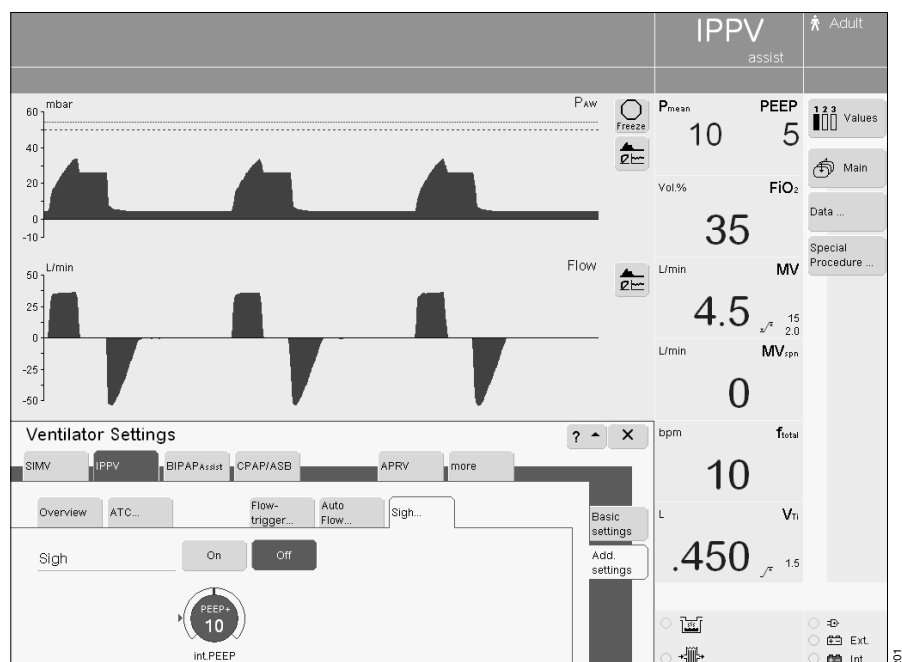 IPPV
assist
Adult
mbar
PAW
60
40
20
0
-10
Freeze
L/min
Flow
50
25
0
-25
-50
Pmean PEEP
10 5
Vol.% FiO2
35
L/min MV
4.5 15
2.0
L/min MVspn
0
bpm ftotal
10
L VTi
.450 1.5
1 2 3
Values
Main
Data ...
Special
Procedure ...
Ventilator Settings
? X
SIMV IPPV BIPAPAssist CPAP/ASB APRV more
Overview ATC... Flow-
trigger... Auto
Flow... Sigh...
Basic
settings
Add.
settings
Sigh On Off
PEEP+
10
int.PEEP
Ext.
Int.